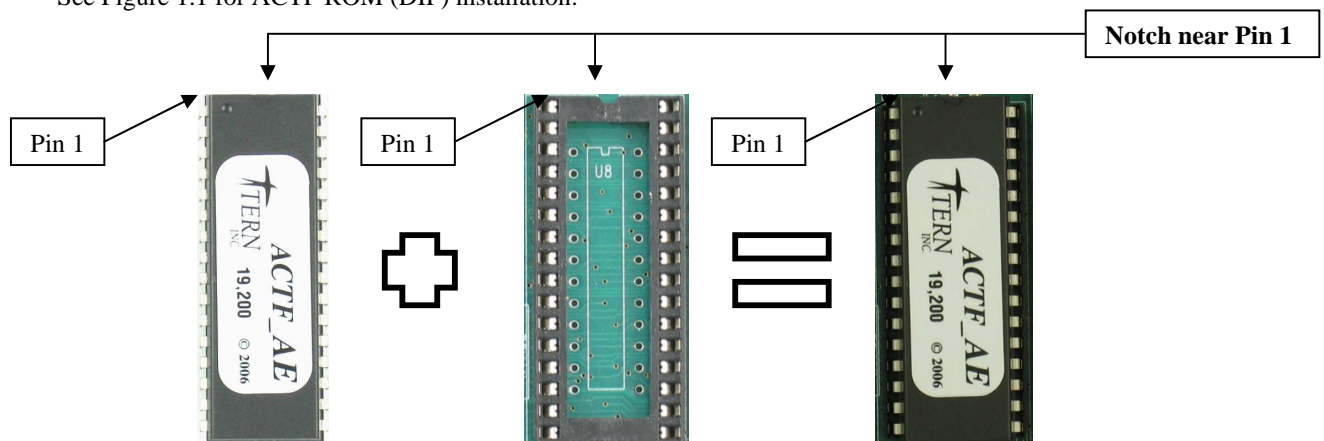 See Figure 1.1 for ACTF ROM (DIP) installation.
Notch near Pin 1
Pin 1
Pin 1
Pin 1
TERN
INC
ACTF_AE
19,200 © 2006
U8
TERN
INC
ACTF_AE
19,200 © 2006